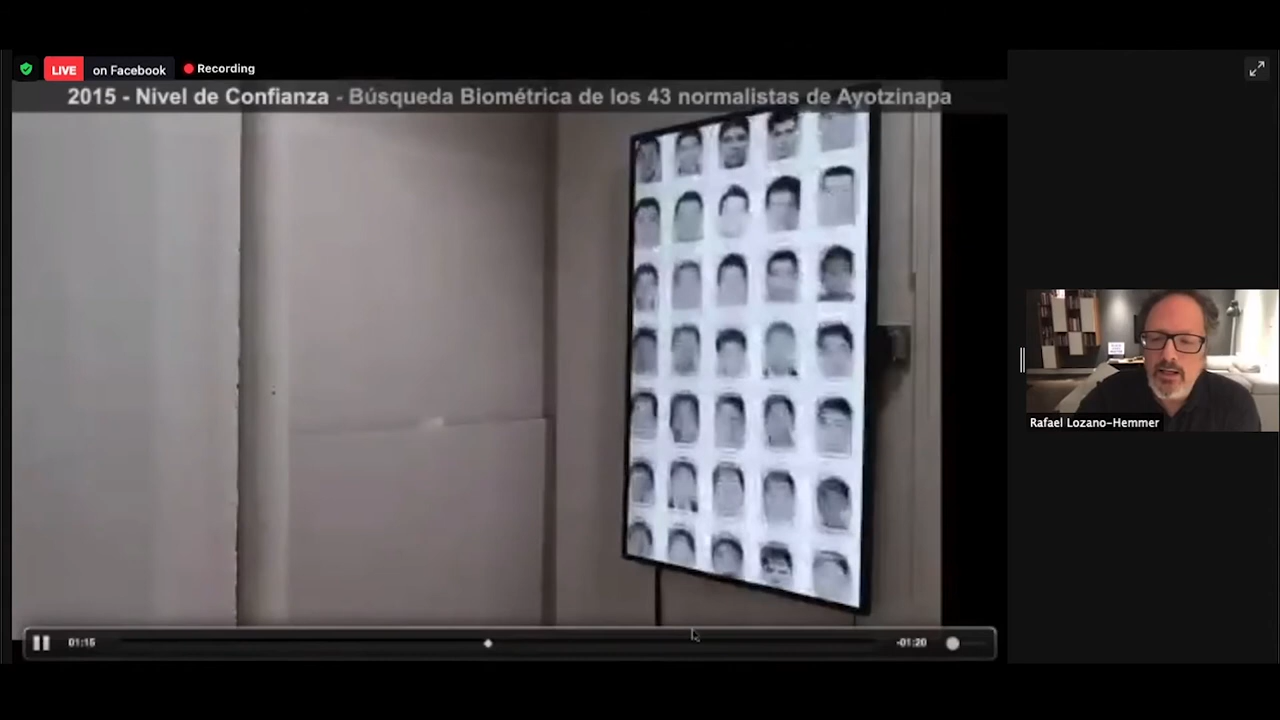 LIVE on Facebook Recording
2015 - Nivel de Confianza - Búsqueda Biométrica de los 43 normalistas de Ayotzinapa
Rafael Lozano-Hemmer
01:15 -01:20